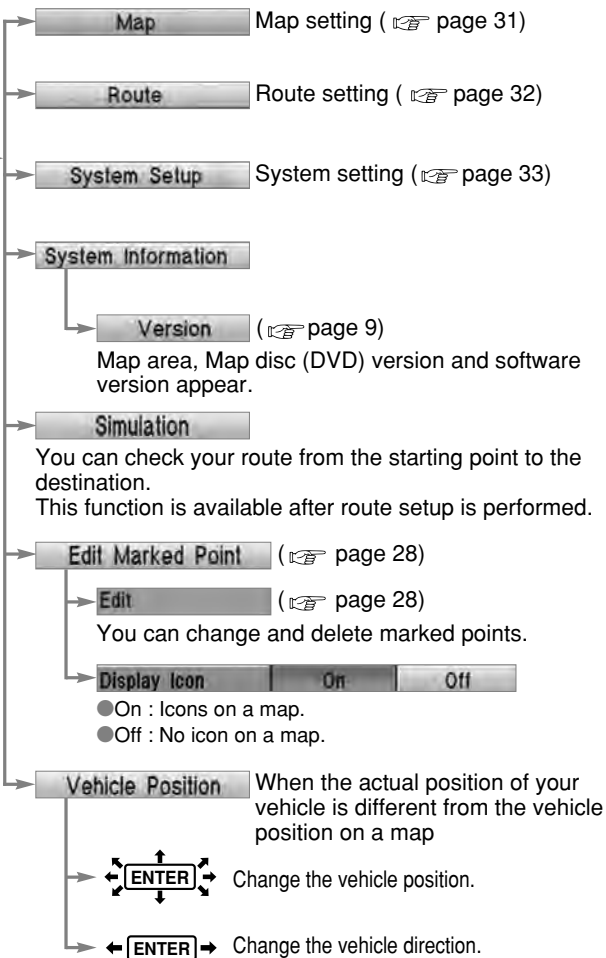 Map Map setting ( page 31)
Route Route setting ( page 32)
System Setup System setting ( page 33)
System Information
Version ( page 9)
Map area, Map disc (DVD) version and software
version appear.
Simulation
You can check your route from the starting point to the
destination.
This function is available after route setup is performed.
Edit Marked Point ( page 28)
Edit ( page 28)
You can change and delete marked points.
Display Icon On Off
●On : Icons on a map.
●Off : No icon on a map.
Vehicle Position When the actual position of your
vehicle is different from the vehicle
position on a map
ENTER Change the vehicle position.
ENTER Change the vehicle direction.